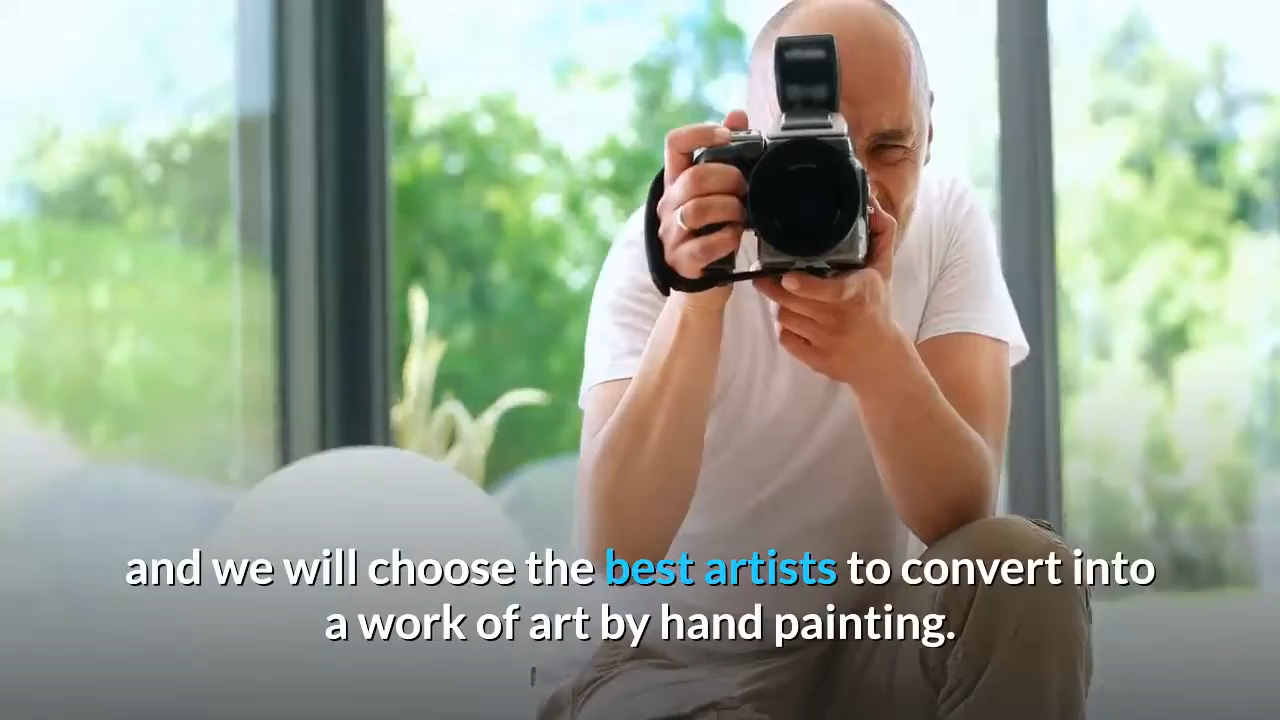 and we will choose the best artists to convert into
a work of art by hand painting.